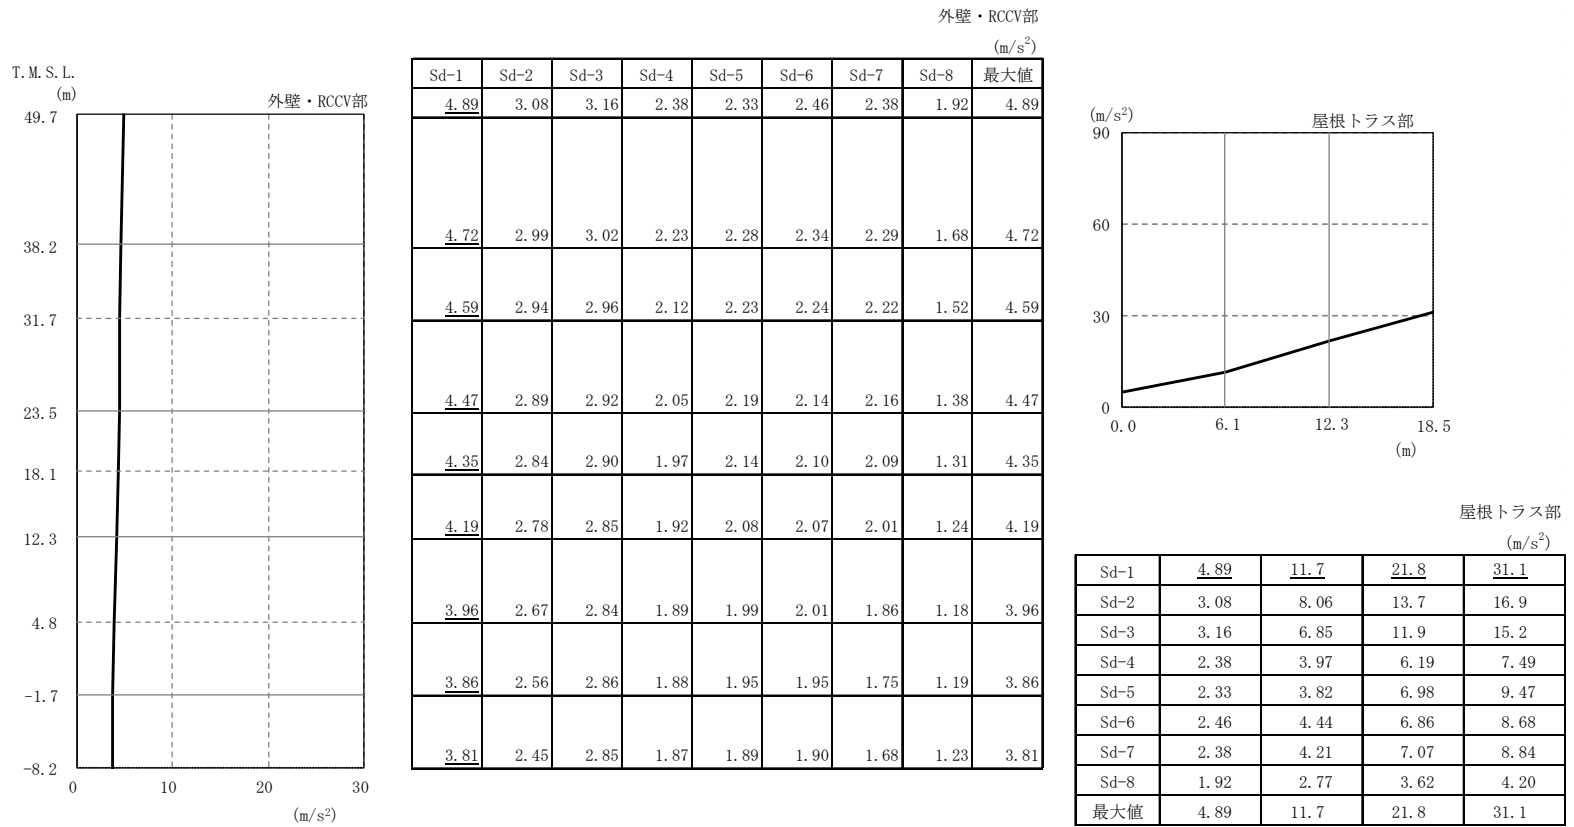 T.M.S.L.
(m)
外壁・RCCV部
49.7
38.2
31.7
23.5
18.1
12.3
4.8
-1.7
-8.2
0 10 20 30
(m/s²)
外壁・RCCV部
(m/s²)
Sd-1 Sd-2 Sd-3 Sd-4 Sd-5 Sd-6 Sd-7 Sd-8 最大値
4.89 3.08 3.16 2.38 2.33 2.46 2.38 1.92 4.89
4.72 2.99 3.02 2.23 2.28 2.34 2.29 1.68 4.72
4.59 2.94 2.96 2.12 2.23 2.24 2.22 1.52 4.59
4.47 2.89 2.92 2.05 2.19 2.14 2.16 1.38 4.47
4.35 2.84 2.90 1.97 2.14 2.10 2.09 1.31 4.35
4.19 2.78 2.85 1.92 2.08 2.07 2.01 1.24 4.19
3.96 2.67 2.84 1.89 1.99 2.01 1.86 1.18 3.96
3.86 2.56 2.86 1.88 1.95 1.95 1.75 1.19 3.86
3.81 2.45 2.85 1.87 1.89 1.90 1.68 1.23 3.81
(m/s²)
屋根トラス部
90
60
30
0
0.0 6.1 12.3 18.5
(m)
屋根トラス部
(m/s²)
Sd-1 4.89 11.7 21.8 31.1
Sd-2 3.08 8.06 13.7 16.9
Sd-3 3.16 6.85 11.9 15.2
Sd-4 2.38 3.97 6.19 7.49
Sd-5 2.33 3.82 6.98 9.47
Sd-6 2.46 4.44 6.86 8.68
Sd-7 2.38 4.21 7.07 8.84
Sd-8 1.92 2.77 3.62 4.20
最大値 4.89 11.7 21.8 31.1